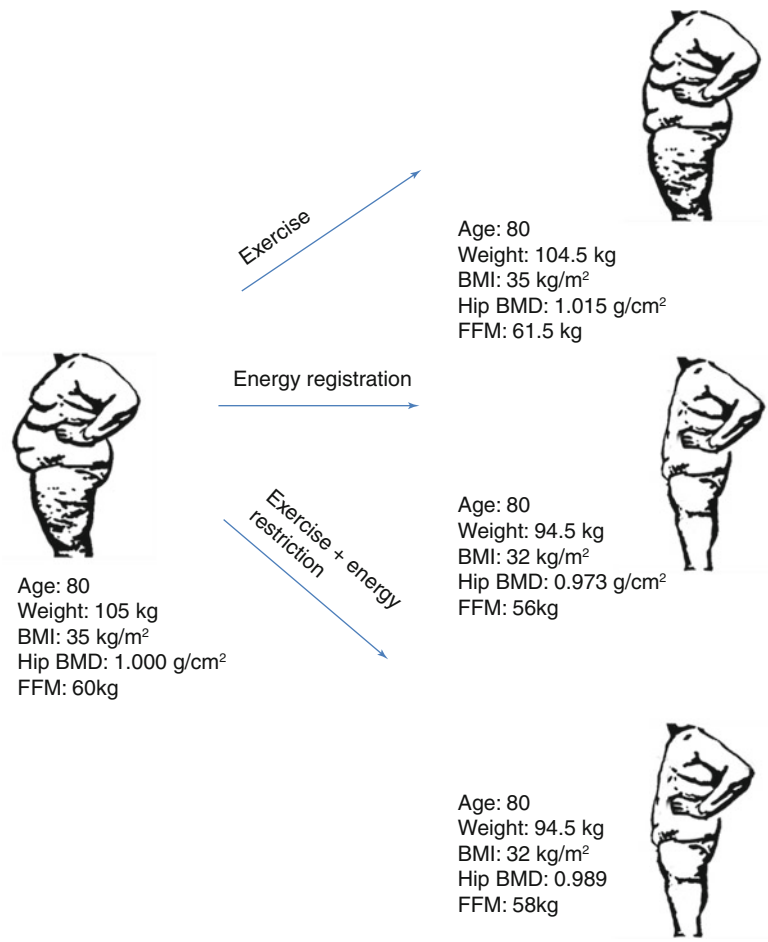 Exercise
Age: 80
Weight: 104.5 kg
BMI: 35 kg/m²
Hip BMD: 1.015 g/cm²
FFM: 61.5 kg
Energy registration
Age: 80
Weight: 105 kg
BMI: 35 kg/m²
Hip BMD: 1.000 g/cm²
FFM: 60kg
Age: 80
Weight: 94.5 kg
BMI: 32 kg/m²
Hip BMD: 0.973 g/cm²
FFM: 56kg
Exercise + energy
restriction
Age: 80
Weight: 94.5 kg
BMI: 32 kg/m²
Hip BMD: 0.989
FFM: 58kg